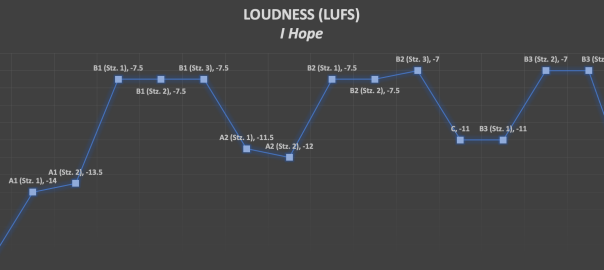 LOUDNESS (LUFS)
I Hope
A1 (Stz. 1), -14
A1 (Stz. 2), -13.5
B1 (Stz. 1), -7.5
B1 (Stz. 2), -7.5
B1 (Stz. 3), -7.5
A2 (Stz. 1), -11.5
A2 (Stz. 2), -12
B2 (Stz. 1), -7.5
B2 (Stz. 2), -7.5
B2 (Stz. 3), -7
C, -11
B3 (Stz. 1), -11
B3 (Stz. 2), -7
B3 (Stz